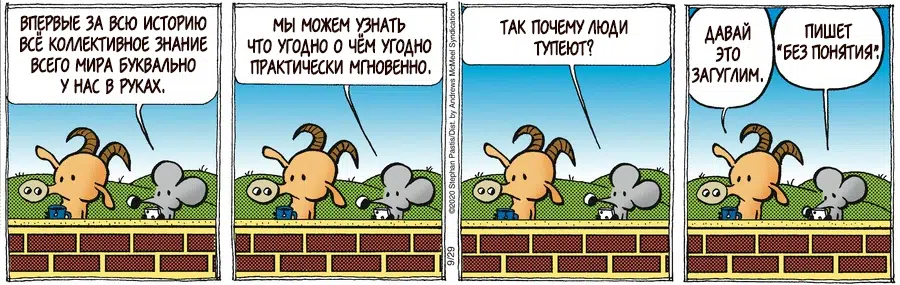 ВПЕРВЫЕ ЗА ВСЮ ИСТОРИЮ
ВСЁ КОЛЛЕКТИВНОЕ ЗНАНИЕ
ВСЕГО МИРА БУКВАЛЬНО
У НАС В РУКАХ.
МЫ МОЖЕМ УЗНАТЬ
ЧТО УГОДНО О ЧЁМ УГОДНО
ПРАКТИЧЕСКИ МГНОВЕННО.
©2020 Stephan Pastis/Dist. by Andrews McMeel Syndication
9/29
ТАК ПОЧЕМУ ЛЮДИ
ТУПЕЮТ?
ДАВАЙ
ЭТО
ЗАГУГЛИМ.
ПИШЕТ
"БЕЗ ПОНЯТИЯ".